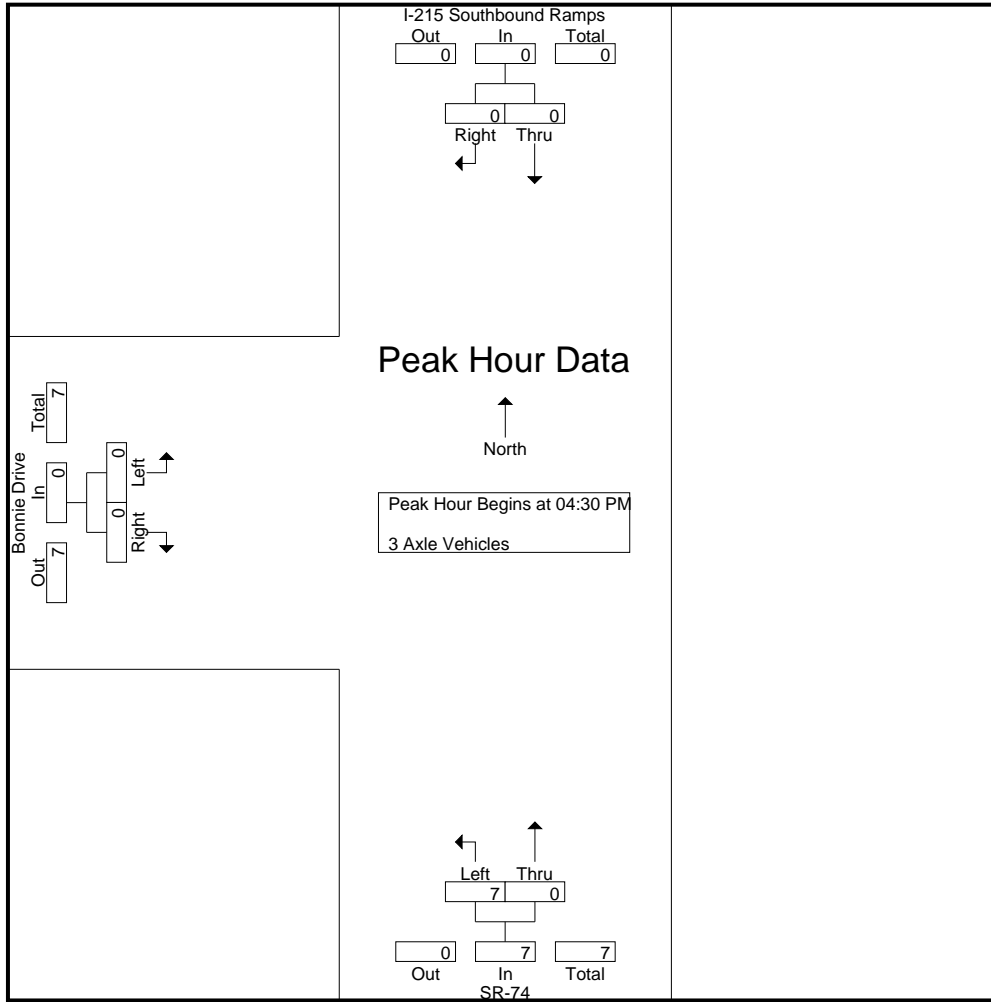 I-215 Southbound Ramps
Out In Total
0 0 0
0 0
Right Thru
Peak Hour Data
North
Peak Hour Begins at 04:30 PM
3 Axle Vehicles
Bonnie Drive
Out In Total
7 0 7
0 0
Right Left
Left Thru
7 0
0 7 7
Out In Total
SR-74